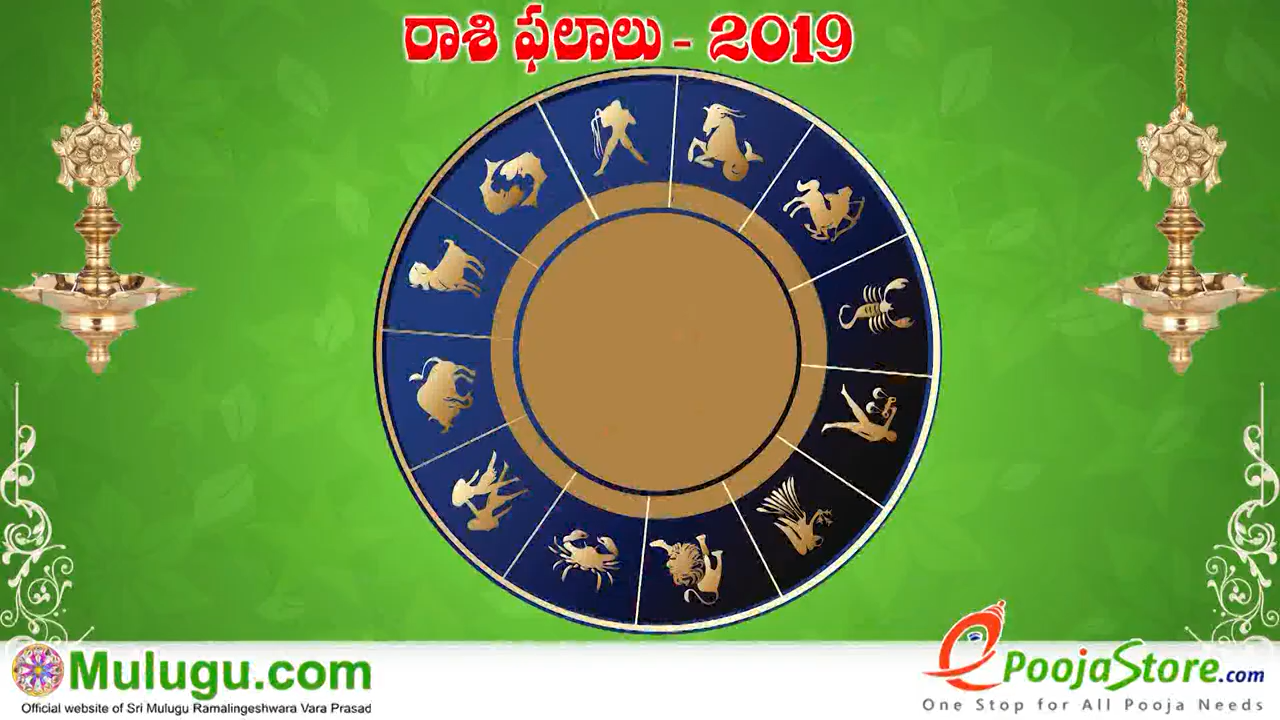 రాశి ఫలాలు - 2019
Mulugu.com
Official website of Sri Mulugu Ramalingeshwara Vara Prasad
ePoojaStore.com
One Stop for All Pooja Needs